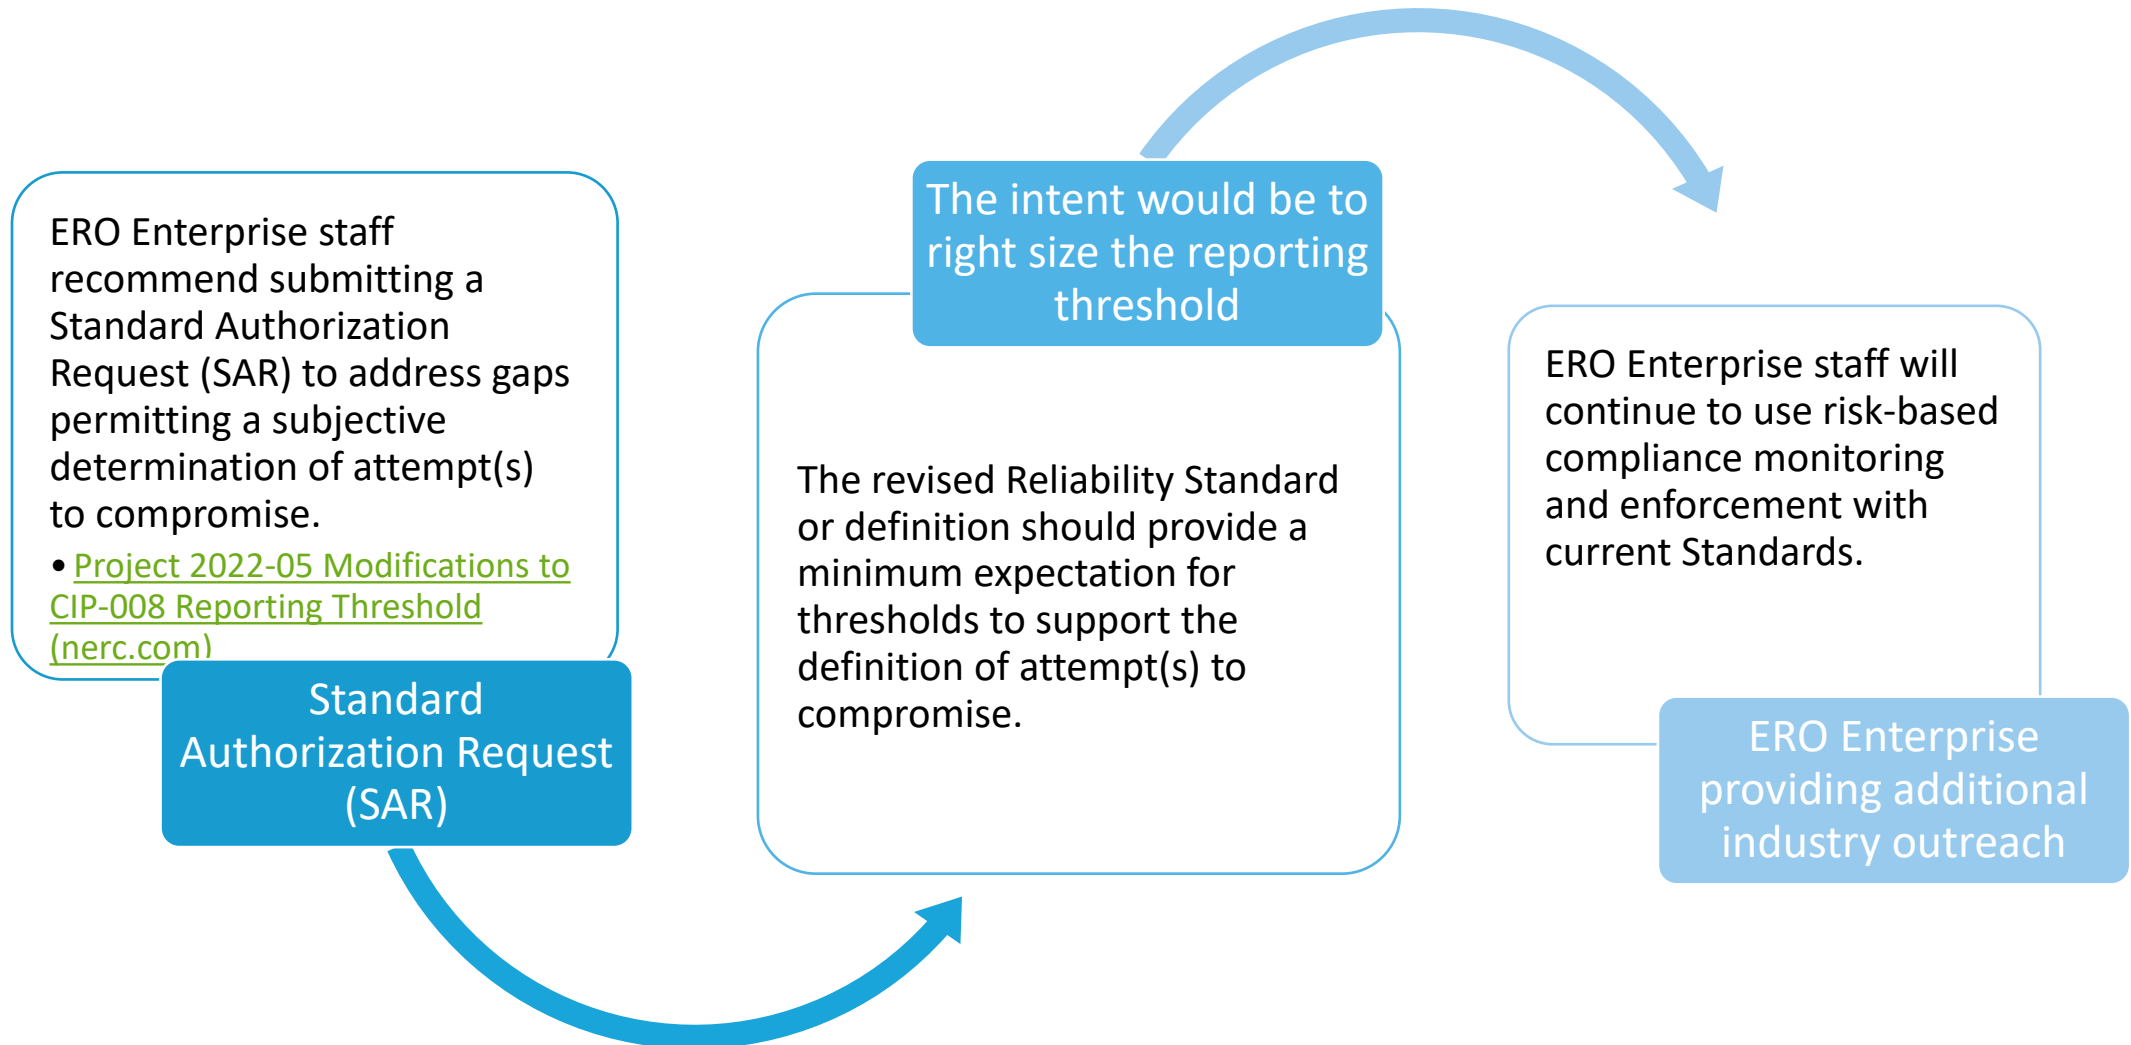 ERO Enterprise staff
recommend submitting a
Standard Authorization
Request (SAR) to address gaps
permitting a subjective
determination of attempt(s)
to compromise.
• Project 2022-05 Modifications to
CIP-008 Reporting Threshold
(nerc.com)
Standard
Authorization Request
(SAR)
The intent would be to
right size the reporting
threshold
The revised Reliability Standard
or definition should provide a
minimum expectation for
thresholds to support the
definition of attempt(s) to
compromise.
ERO Enterprise staff will
continue to use risk-based
compliance monitoring
and enforcement with
current Standards.
ERO Enterprise
providing additional
industry outreach